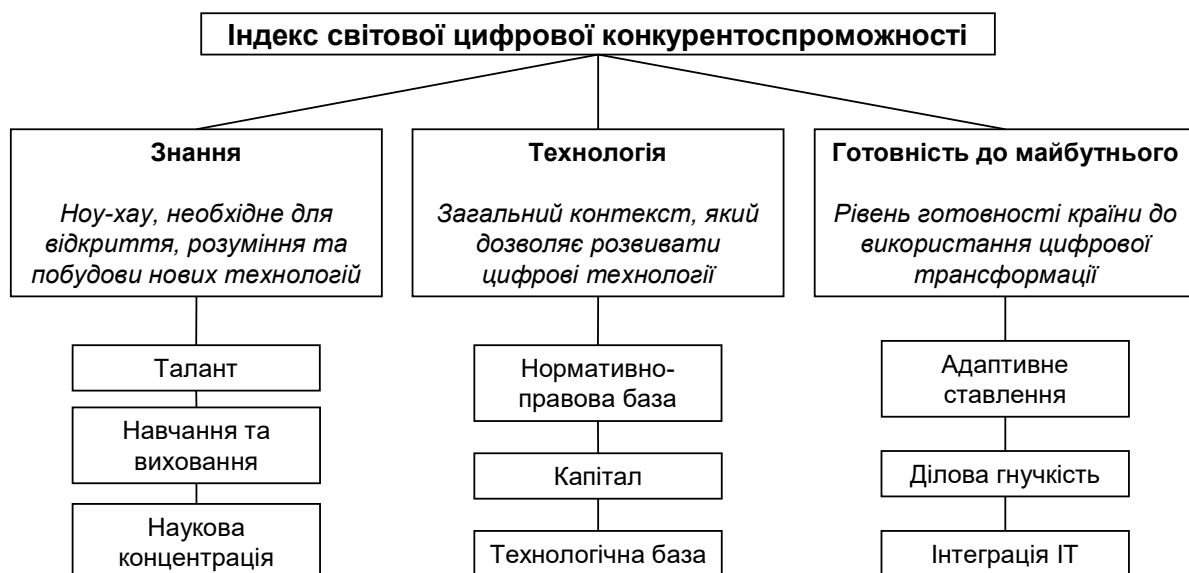 Індекс світової цифрової конкурентоспроможності
Знання
Ноу-хау, необхідне для
відкриття, розуміння та
побудови нових технологій
Талант
Навчання та
виховання
Наукова
концентрація
Технологія
Загальний контекст, який
дозволяє розвивати
цифрові технології
Нормативно-
правова база
Капітал
Технологічна база
Готовність до майбутнього
Рівень готовності країни до
використання цифрової
трансформації
Адаптивне
ставлення
Ділова гнучкість
Інтеграція ІТ